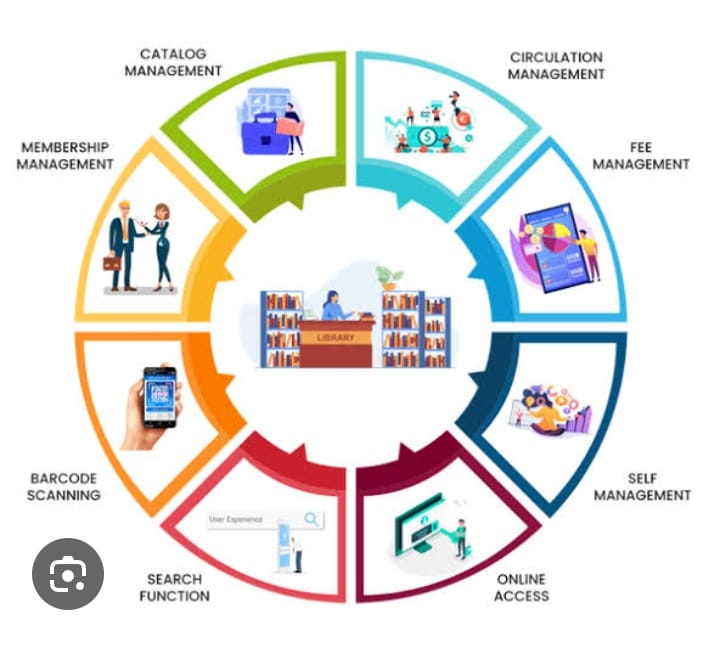 CATALOG
MANAGEMENT
CIRCULATION
MANAGEMENT
MEMBERSHIP
MANAGEMENT
FEE
MANAGEMENT
LIBRARY
BARCODE
SCANNING
SELF
MANAGEMENT
User Experience
SEARCH
FUNCTION
ONLINE
ACCESS